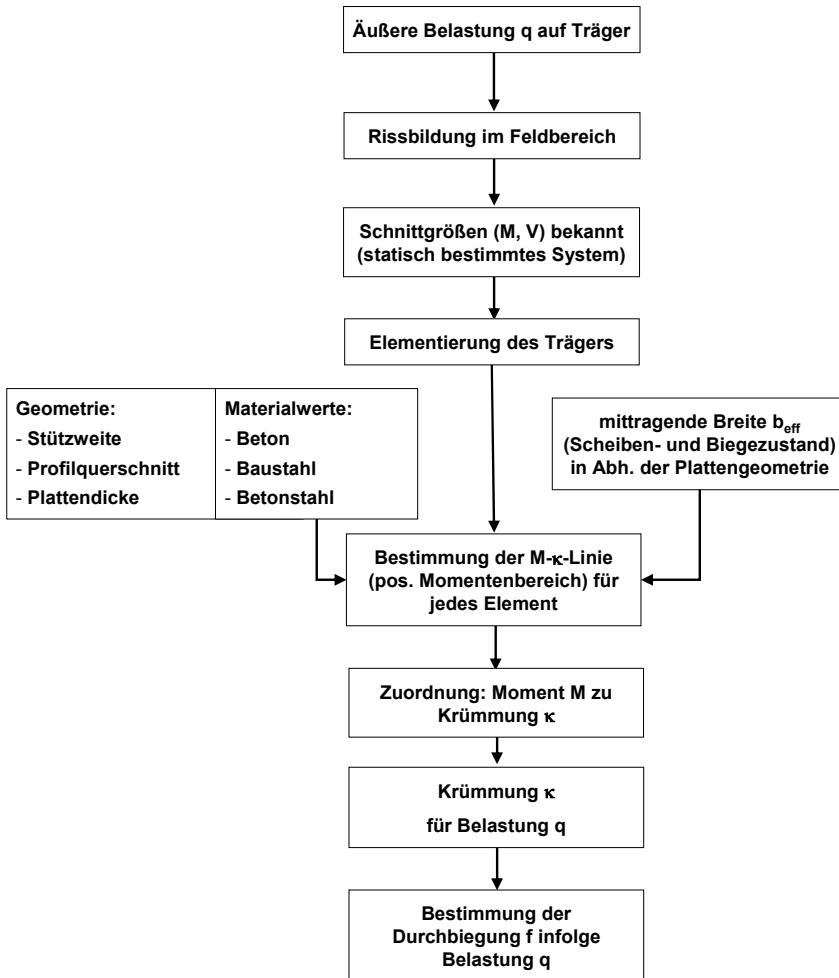 Äußere Belastung q auf Träger
Rissbildung im Feldbereich
Schnittgrößen (M, V) bekannt
(statisch bestimmtes System)
Elementierung des Trägers
Geometrie:
- Stützweite
- Profilquerschnitt
- Plattendicke
Materialwerte:
- Beton
- Baustahl
- Betonstahl
mittragende Breite b_eff
(Scheiben- und Biegezustand)
in Abh. der Plattengeometrie
Bestimmung der M-κ-Linie
(pos. Momentenbereich) für
jedes Element
Zuordnung: Moment M zu
Krümmung κ
Krümmung κ
für Belastung q
Bestimmung der
Durchbiegung f infolge
Belastung q